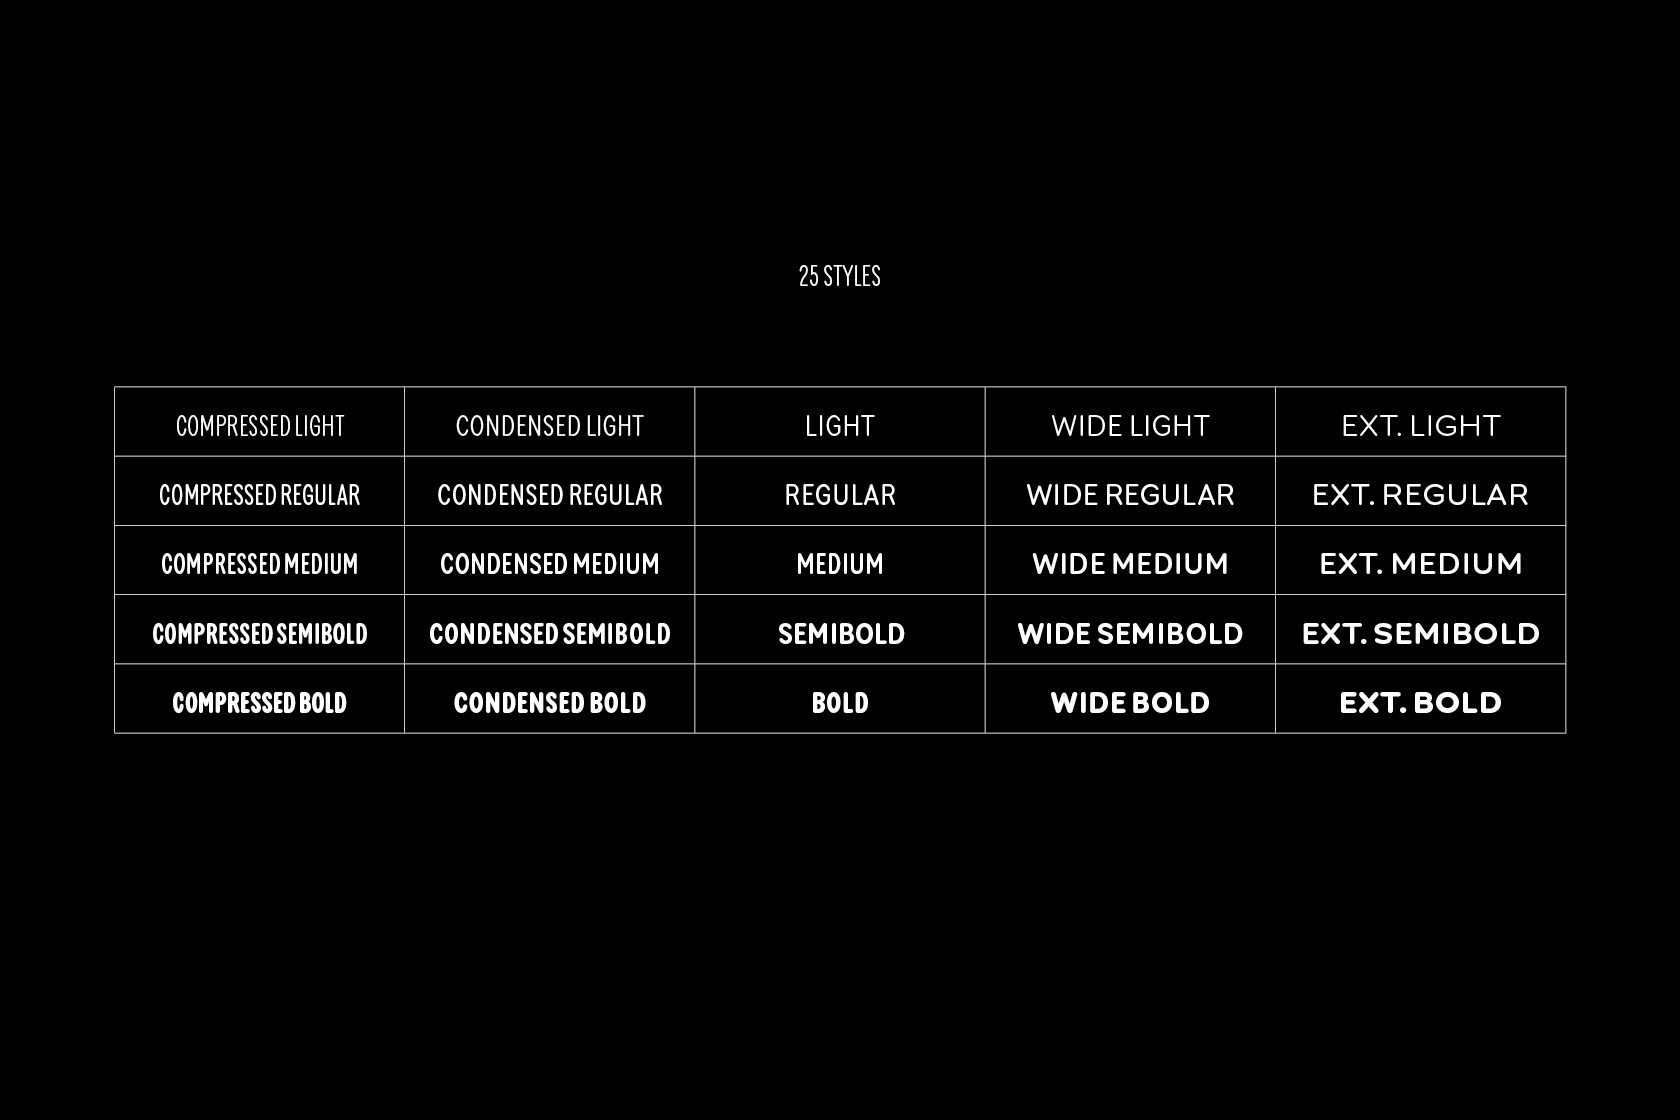 25 STYLES
COMPRESSED LIGHT CONDENSED LIGHT LIGHT WIDE LIGHT EXT. LIGHT
COMPRESSED REGULAR CONDENSED REGULAR REGULAR WIDE REGULAR EXT. REGULAR
COMPRESSED MEDIUM CONDENSED MEDIUM MEDIUM WIDE MEDIUM EXT. MEDIUM
COMPRESSED SEMIBOLD CONDENSED SEMIBOLD SEMIBOLD WIDE SEMIBOLD EXT. SEMIBOLD
COMPRESSED BOLD CONDENSED BOLD BOLD WIDE BOLD EXT. BOLD